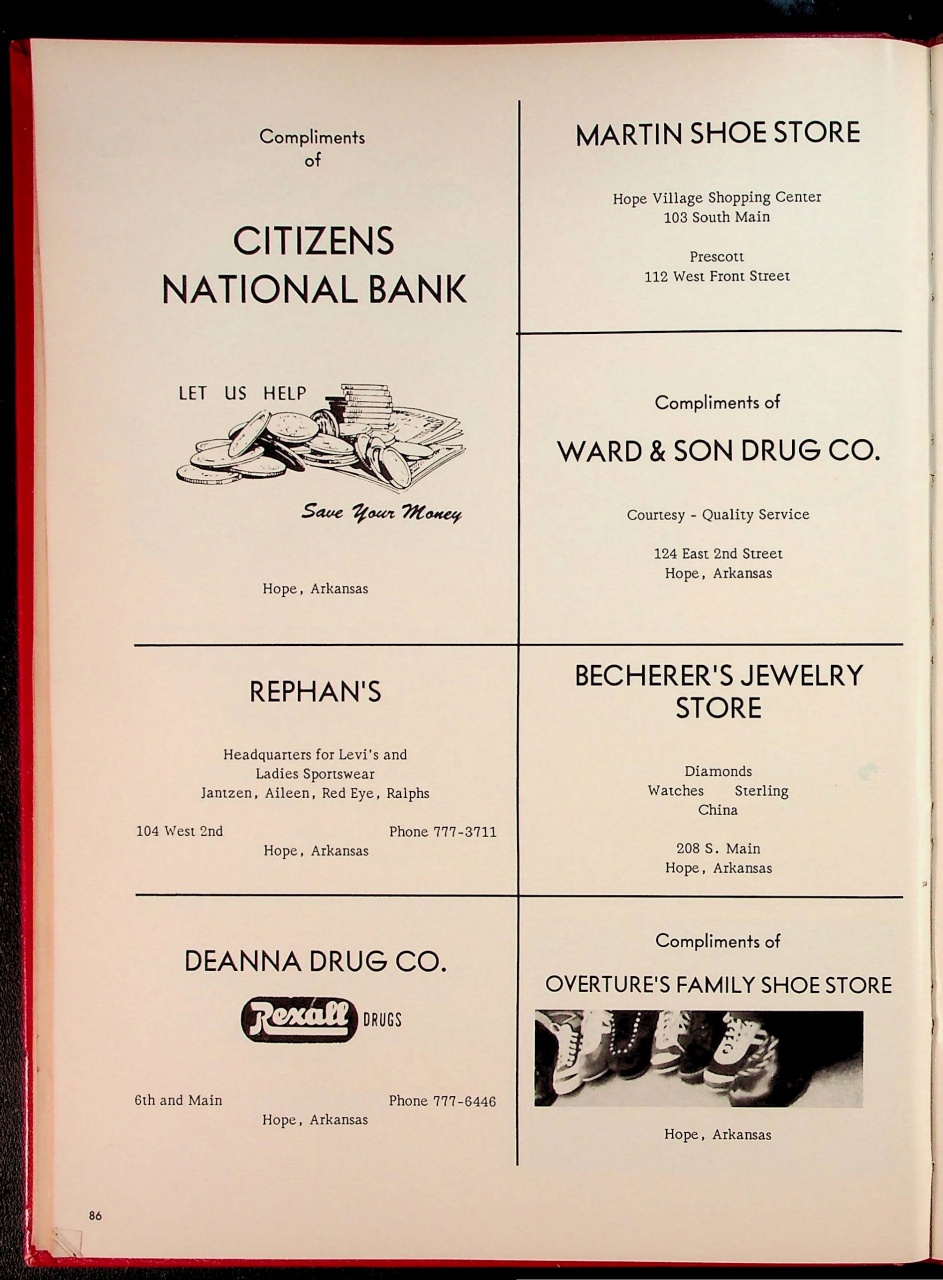 Compliments
of
CITIZENS
NATIONAL BANK
LET US HELP
Save Your Money
Hope, Arkansas
MARTIN SHOE STORE
Hope Village Shopping Center
103 South Main
Prescott
112 West Front Street
Compliments of
WARD & SON DRUG CO.
Courtesy - Quality Service
124 East 2nd Street
Hope, Arkansas
REPHAN'S
Headquarters for Levi's and
Ladies Sportswear
Jantzen, Aileen, Red Eye, Ralphs
104 West 2nd Phone 777-3711
Hope, Arkansas
BECHERER'S JEWELRY
STORE
Diamonds
Watches Sterling
China
208 S. Main
Hope, Arkansas
DEANNA DRUG CO.
Rexall DRUGS
6th and Main Phone 777-6446
Hope, Arkansas
Compliments of
OVERTURE'S FAMILY SHOE STORE
Hope, Arkansas
86